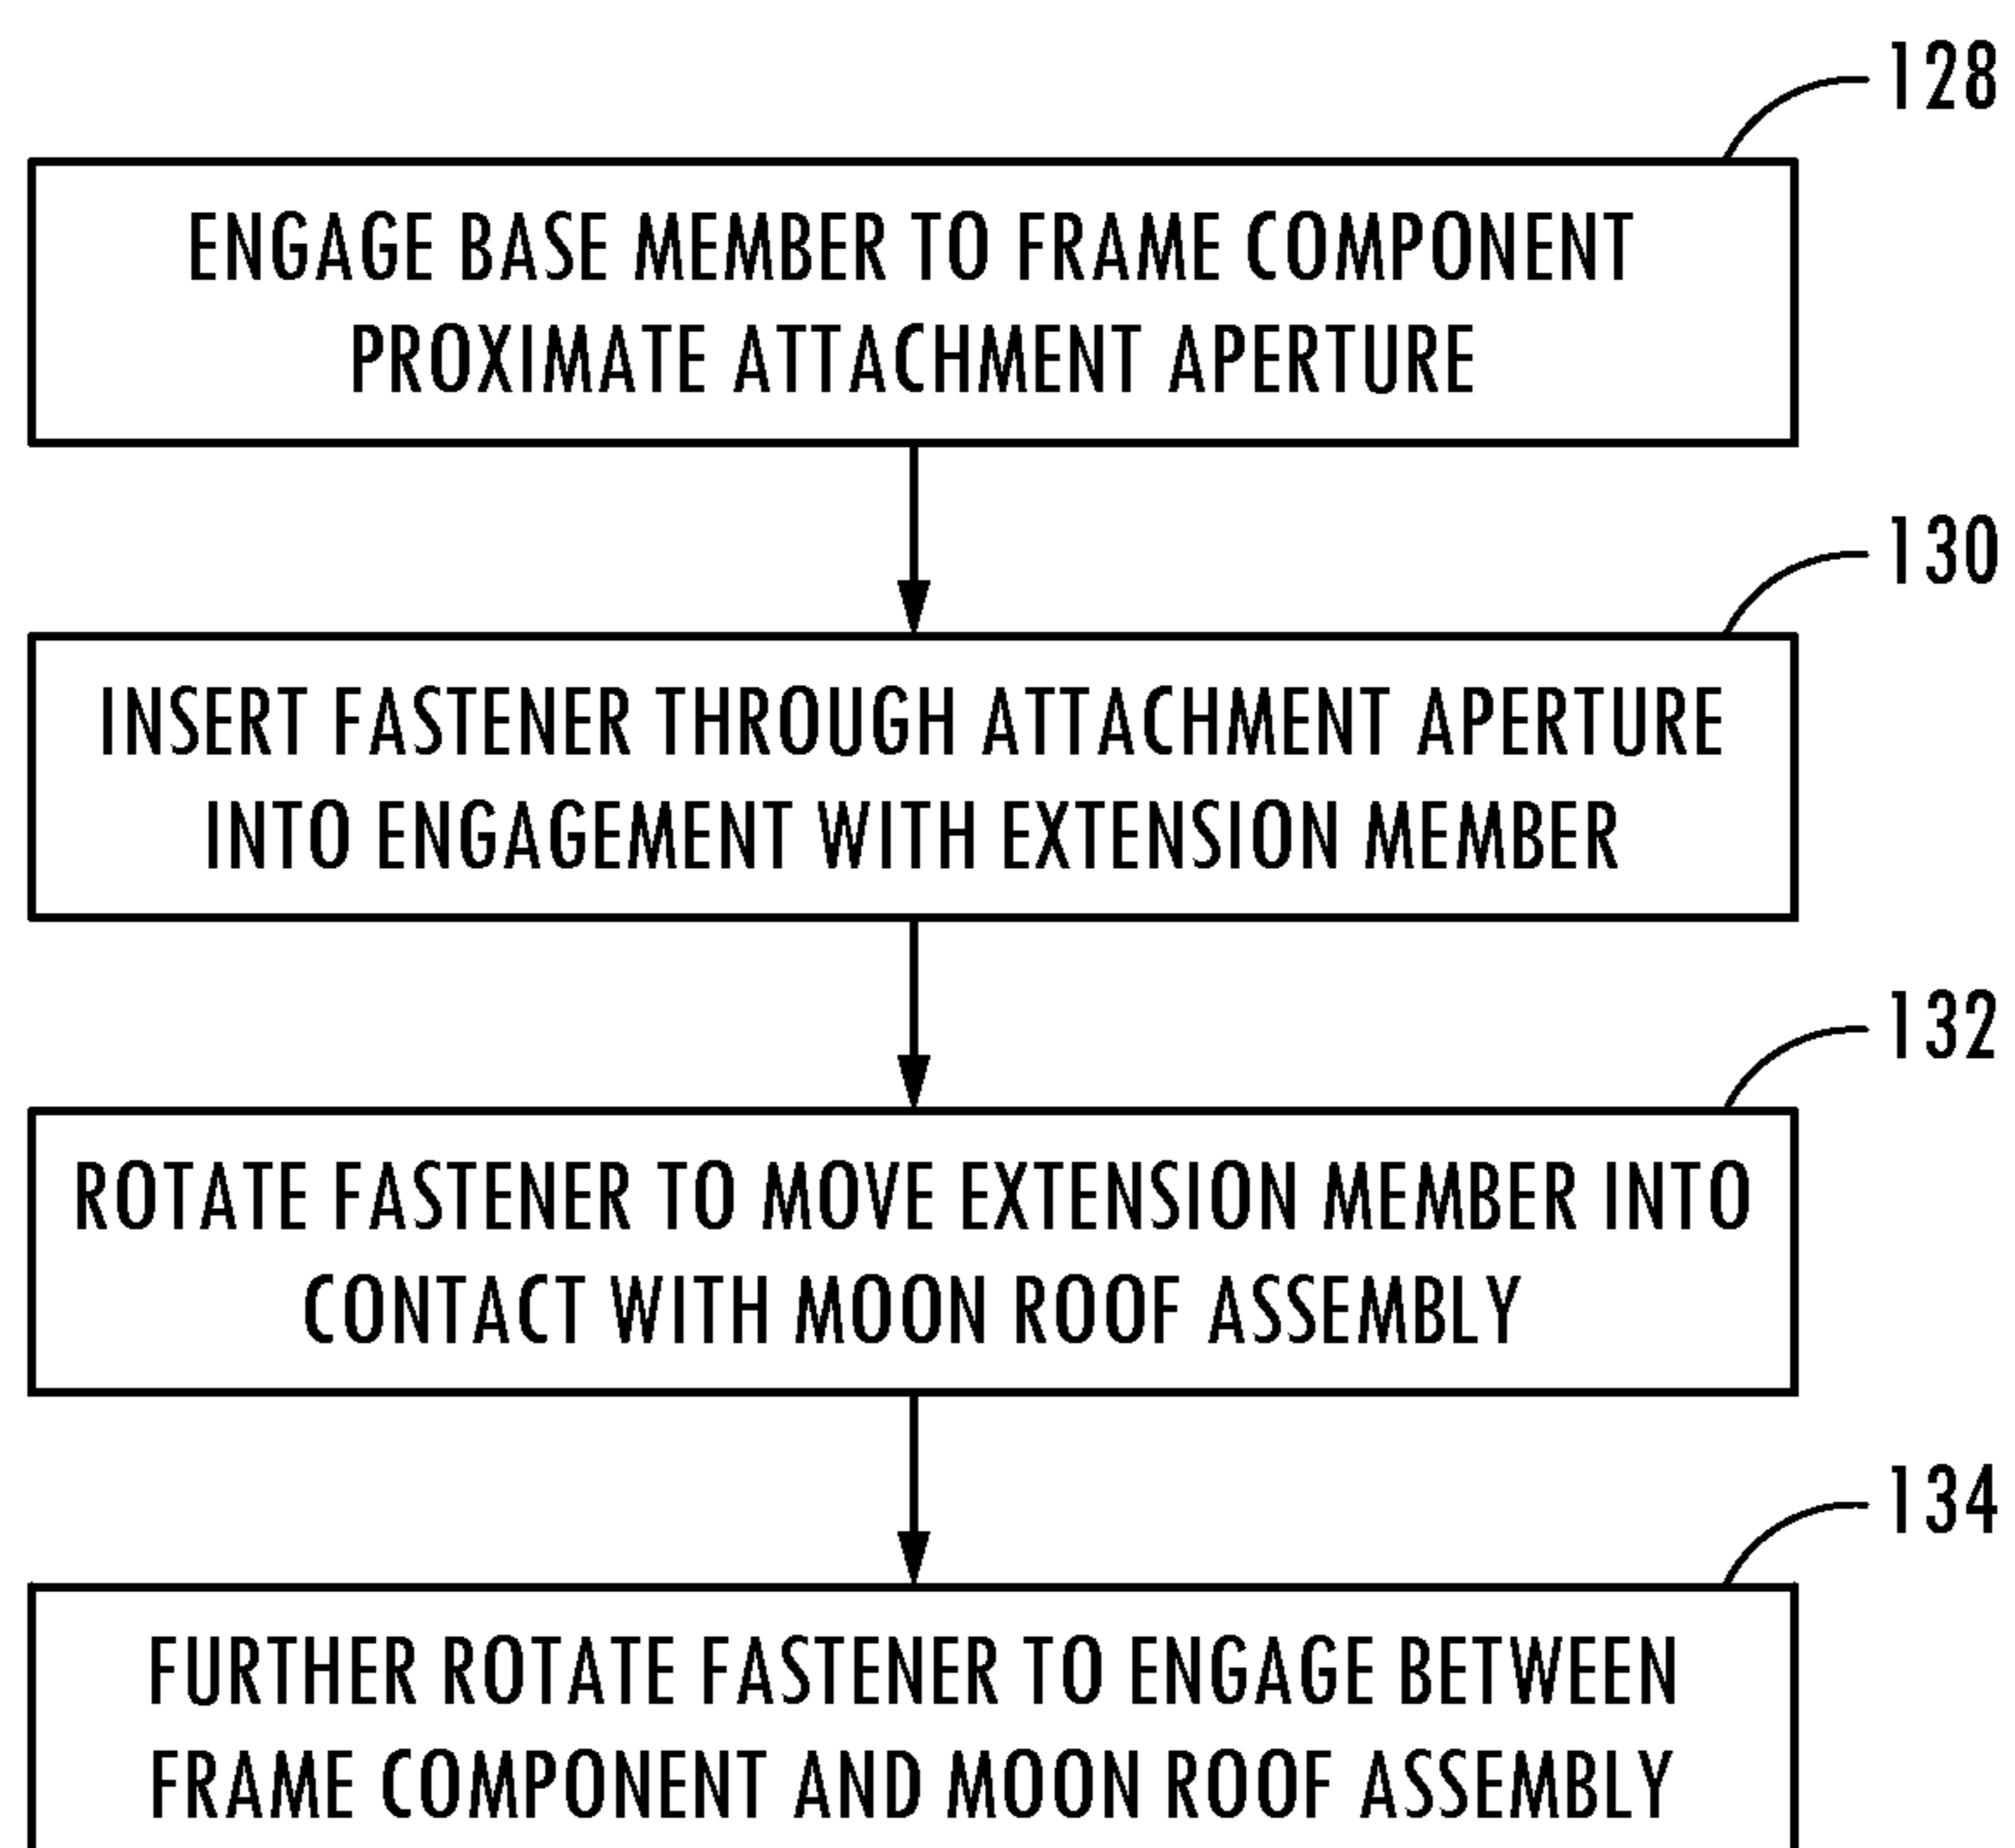 128
ENGAGE BASE MEMBER TO FRAME COMPONENT
PROXIMATE ATTACHMENT APERTURE
130
INSERT FASTENER THROUGH ATTACHMENT APERTURE
INTO ENGAGEMENT WITH EXTENSION MEMBER
132
ROTATE FASTENER TO MOVE EXTENSION MEMBER INTO
CONTACT WITH MOON ROOF ASSEMBLY
134
FURTHER ROTATE FASTENER TO ENGAGE BETWEEN
FRAME COMPONENT AND MOON ROOF ASSEMBLY